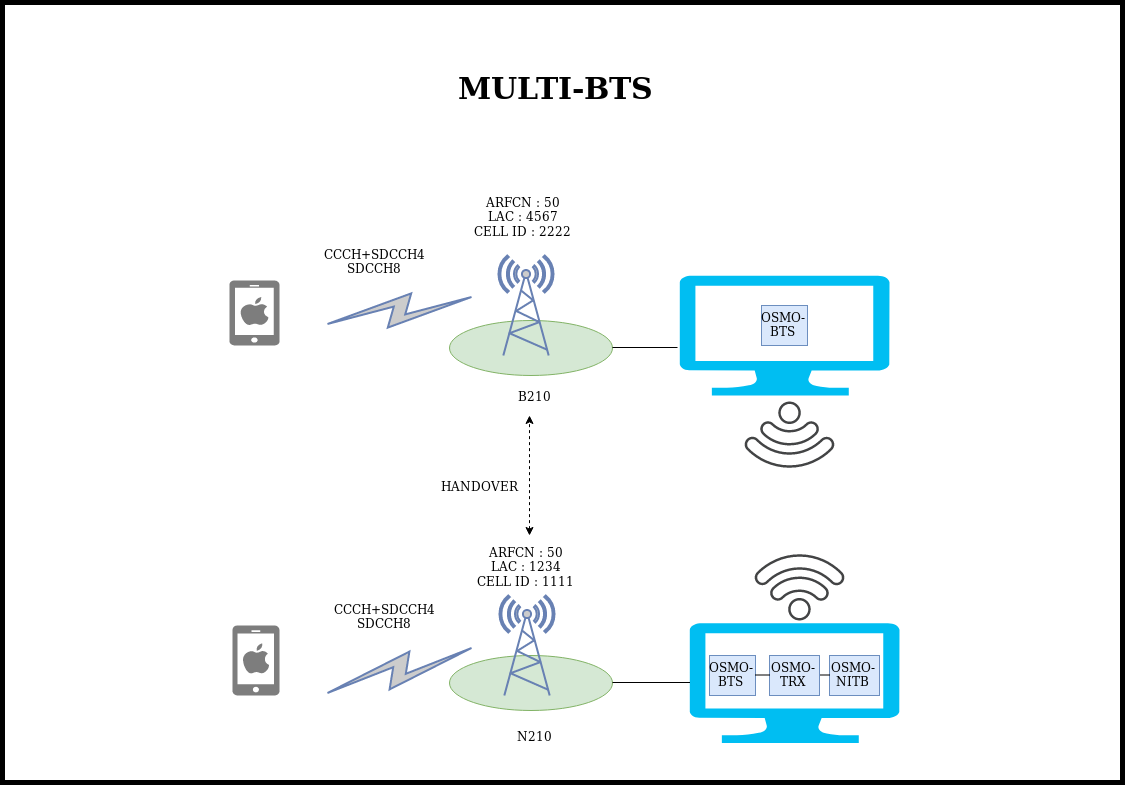 MULTI-BTS
ARFCN : 50
LAC : 4567
CELL ID : 2222
CCCH+SDCCH4
SDCCH8
OSMO-
BTS
B210
HANDOVER
ARFCN : 50
LAC : 1234
CELL ID : 1111
CCCH+SDCCH4
SDCCH8
OSMO-
BTS
OSMO-
TRX
OSMO-
NITB
N210